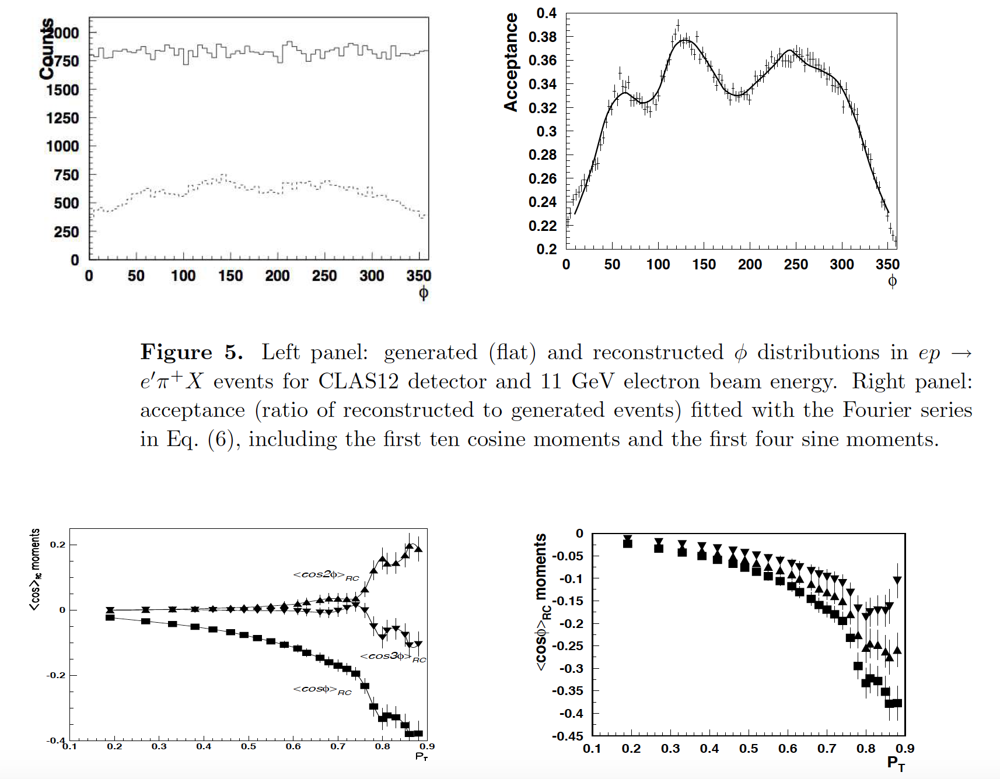 Counts
2000
1750
1500
1250
1000
750
500
250
0
0 50 100 150 200 250 300 350
ϕ
Acceptance
0.4
0.38
0.36
0.34
0.32
0.3
0.28
0.26
0.24
0.22
0.2
0 50 100 150 200 250 300 350
ϕ
Figure 5. Left panel: generated (flat) and reconstructed ϕ distributions in ep →
e′π⁺X events for CLAS12 detector and 11 GeV electron beam energy. Right panel:
acceptance (ratio of reconstructed to generated events) fitted with the Fourier series
in Eq. (6), including the first ten cosine moments and the first four sine moments.
<cos>RC moments
0.2
0
-0.2
-0.4
<cos2ϕ>RC
<cos3ϕ>RC
<cosϕ>RC
0.1 0.2 0.3 0.4 0.5 0.6 0.7 0.8 0.9
PT
<cosϕ>RC moments
0
-0.05
-0.1
-0.15
-0.2
-0.25
-0.3
-0.35
-0.4
-0.45
0.1 0.2 0.3 0.4 0.5 0.6 0.7 0.8 0.9
PT